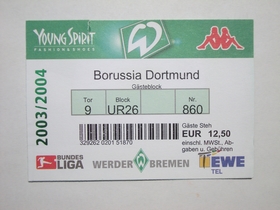 YOUNG SPIRIT
FASHION & SHOES
W
Kappa
2003/2004
Borussia Dortmund
Gästeblock
Tor Block Nr.
9 UR26 860
Gäste Steh
EUR 12,50
einschl. MWSt., Ab-
gaben u. Gebühren
329262 0201 51870
BUNDES
LIGA
WERDER BREMEN
EWE
TEL